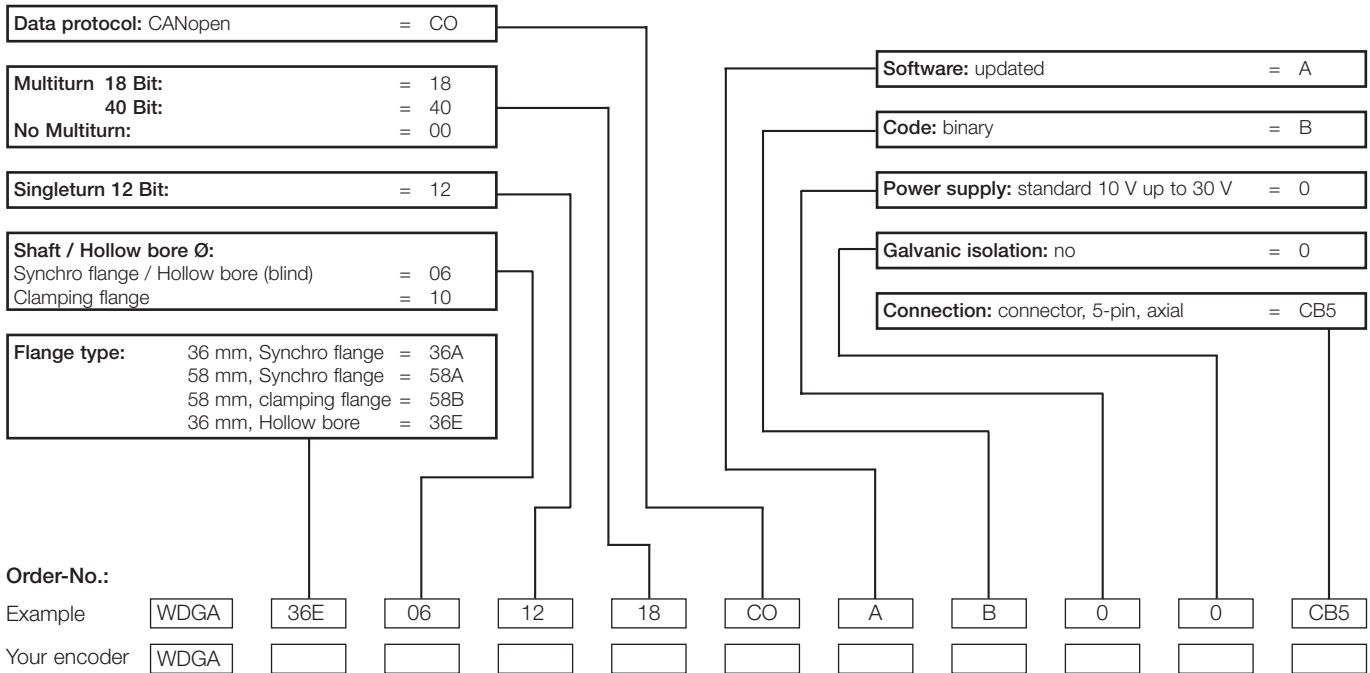 Data protocol: CANopen = CO
Multiturn 18 Bit: = 18
40 Bit: = 40
No Multiturn: = 00
Singleturn 12 Bit: = 12
Shaft / Hollow bore Ø:
Synchro flange / Hollow bore (blind) = 06
Clamping flange = 10
Flange type: 36 mm, Synchro flange = 36A
58 mm, Synchro flange = 58A
58 mm, clamping flange = 58B
36 mm, Hollow bore = 36E
Software: updated = A
Code: binary = B
Power supply: standard 10 V up to 30 V = 0
Galvanic isolation: no = 0
Connection: connector, 5-pin, axial = CB5
Order-No.:
Example WDGA 36E 06 12 18 CO A B 0 0 CB5
Your encoder WDGA